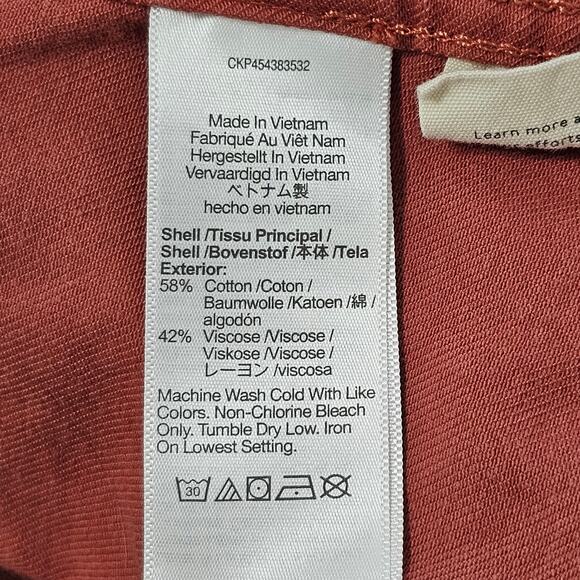 CKP454383532
Made In Vietnam
Fabriqué Au Viêt Nam
Hergestellt In Vietnam
Vervaardigd In Vietnam
ベトナム製
hecho en vietnam
Shell /Tissu Principal /
Shell /Bovenstof /本体 /Tela
Exterior:
58% Cotton /Coton /
Baumwolle /Katoen /綿 /
algodón
42% Viscose /Viscose /
Viskose /Viscose /
レーヨン /viscosa
Machine Wash Cold With Like
Colors. Non-Chlorine Bleach
Only. Tumble Dry Low. Iron
On Lowest Setting.
30
Learn more a
efforts